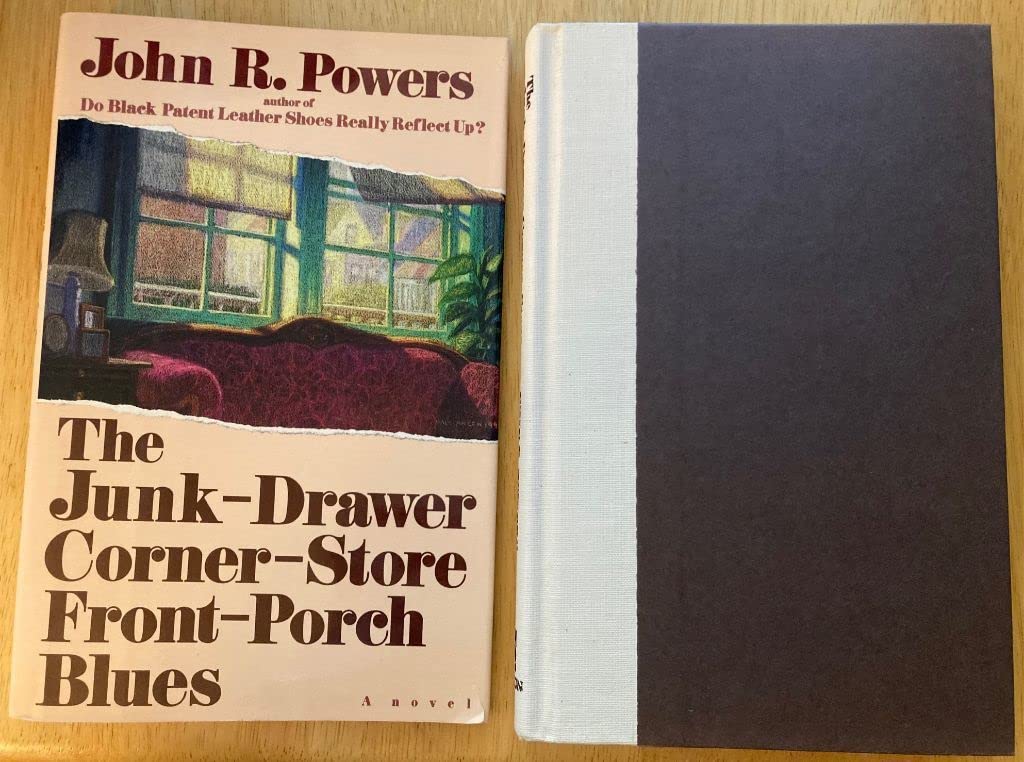 John R. Powers
author of
Do Black Patent Leather Shoes Really Reflect Up?
The
Junk-Drawer
Corner-Store
Front-Porch
Blues
A novel
The